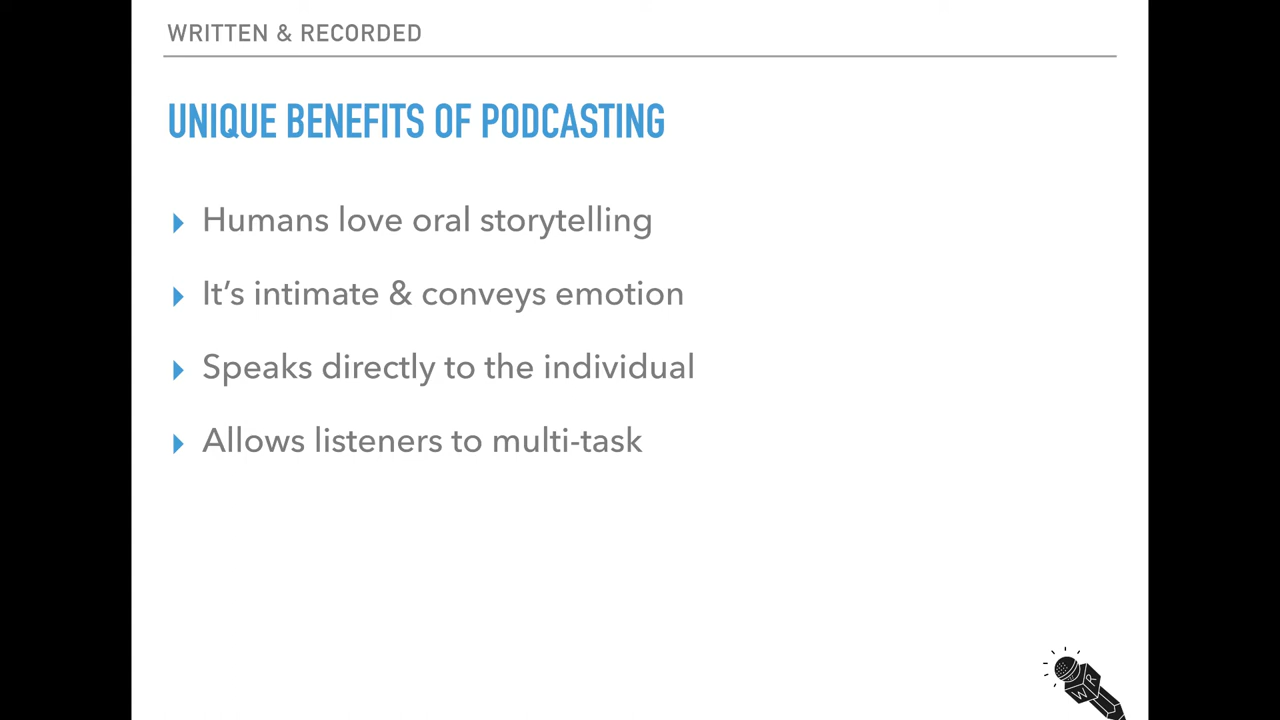 WRITTEN & RECORDED
UNIQUE BENEFITS OF PODCASTING
Humans love oral storytelling
It’s intimate & conveys emotion
Speaks directly to the individual
Allows listeners to multi-task
W R